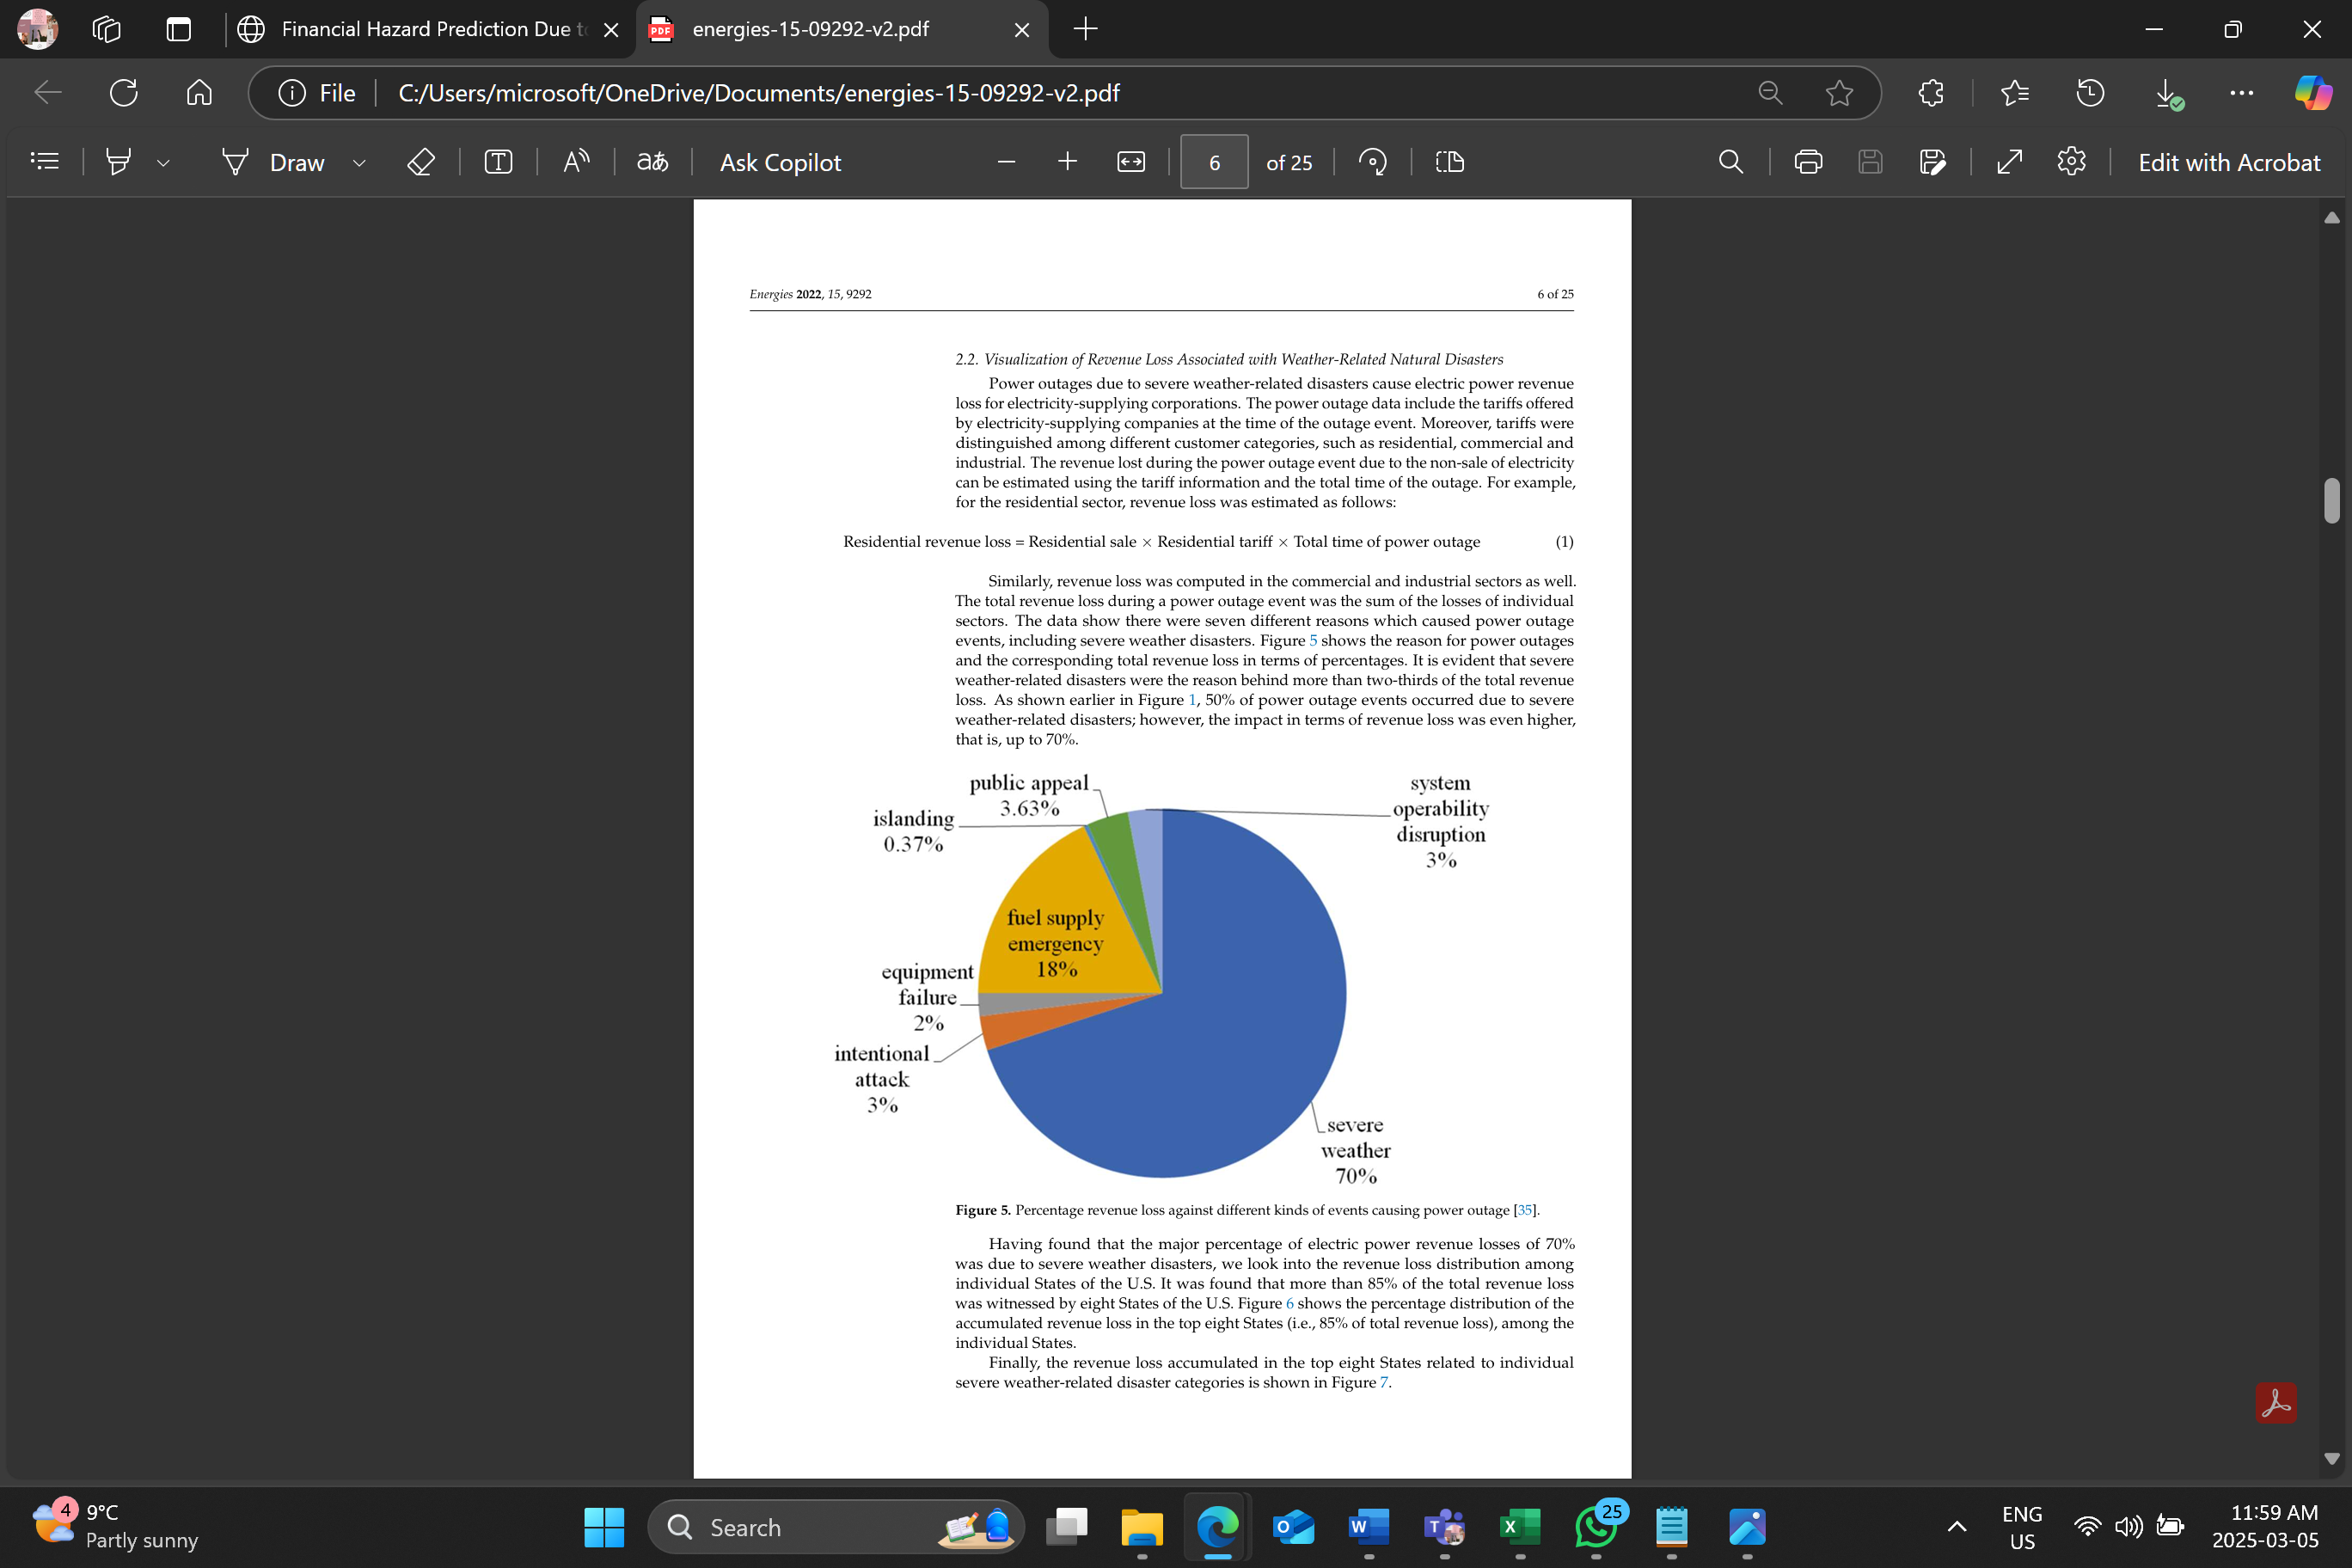 Financial Hazard Prediction Due to
energies-15-09292-v2.pdf
File
C:/Users/microsoft/OneDrive/Documents/energies-15-09292-v2.pdf
Draw
aあ
Ask Copilot
6
of 25
Edit with Acrobat
Energies 2022, 15, 9292
6 of 25
2.2. Visualization of Revenue Loss Associated with Weather-Related Natural Disasters
Power outages due to severe weather-related disasters cause electric power revenue
loss for electricity-supplying corporations. The power outage data include the tariffs offered
by electricity-supplying companies at the time of the outage event. Moreover, tariffs were
distinguished among different customer categories, such as residential, commercial and
industrial. The revenue lost during the power outage event due to the non-sale of electricity
can be estimated using the tariff information and the total time of the outage. For example,
for the residential sector, revenue loss was estimated as follows:
Residential revenue loss = Residential sale × Residential tariff × Total time of power outage (1)
Similarly, revenue loss was computed in the commercial and industrial sectors as well.
The total revenue loss during a power outage event was the sum of the losses of individual
sectors. The data show there were seven different reasons which caused power outage
events, including severe weather disasters. Figure 5 shows the reason for power outages
and the corresponding total revenue loss in terms of percentages. It is evident that severe
weather-related disasters were the reason behind more than two-thirds of the total revenue
loss. As shown earlier in Figure 1, 50% of power outage events occurred due to severe
weather-related disasters; however, the impact in terms of revenue loss was even higher,
that is, up to 70%.
public appeal
3.63%
system
operability
disruption
3%
islanding
0.37%
fuel supply
emergency
18%
equipment
failure
2%
intentional
attack
3%
severe
weather
70%
Figure 5. Percentage revenue loss against different kinds of events causing power outage [35].
Having found that the major percentage of electric power revenue losses of 70%
was due to severe weather disasters, we look into the revenue loss distribution among
individual States of the U.S. It was found that more than 85% of the total revenue loss
was witnessed by eight States of the U.S. Figure 6 shows the percentage distribution of the
accumulated revenue loss in the top eight States (i.e., 85% of total revenue loss), among the
individual States.
Finally, the revenue loss accumulated in the top eight States related to individual
severe weather-related disaster categories is shown in Figure 7.
4
9°C
Partly sunny
Search
25
ENG
US
11:59 AM
2025-03-05